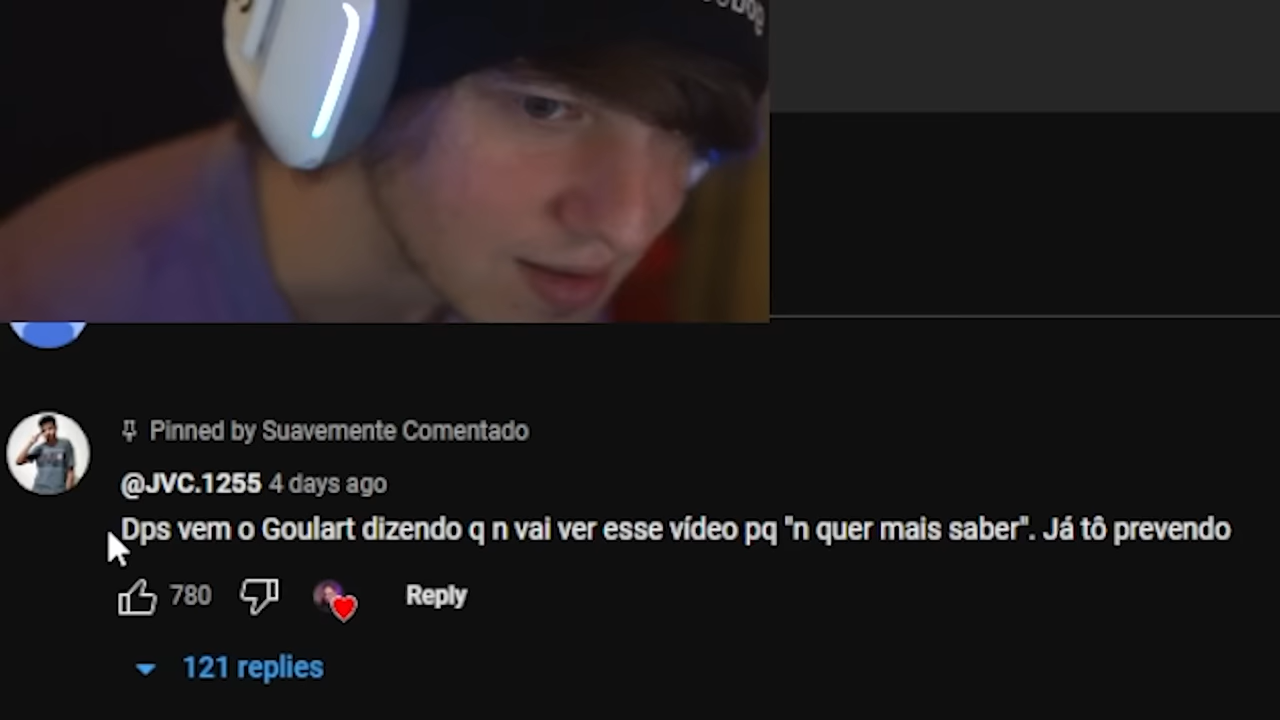 Pinned by Suavemente Comentado
@JVC.1255 4 days ago
Dps vem o Goulart dizendo q n vai ver esse vídeo pq "n quer mais saber". Já tô prevendo
780
Reply
121 replies